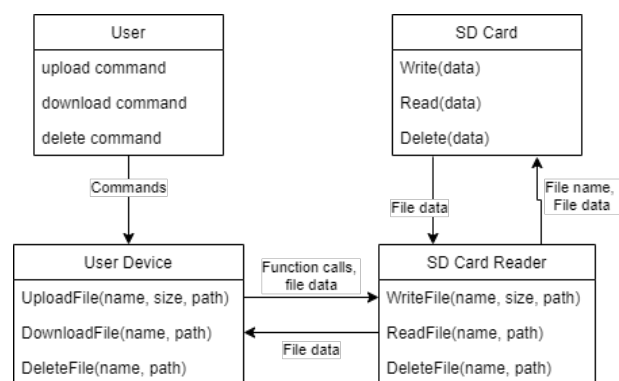 User
upload command
download command
delete command
SD Card
Write(data)
Read(data)
Delete(data)
Commands
File data
File name,
File data
User Device
UploadFile(name, size, path)
DownloadFile(name, path)
DeleteFile(name, path)
Function calls,
file data
File data
SD Card Reader
WriteFile(name, size, path)
ReadFile(name, path)
DeleteFile(name, path)